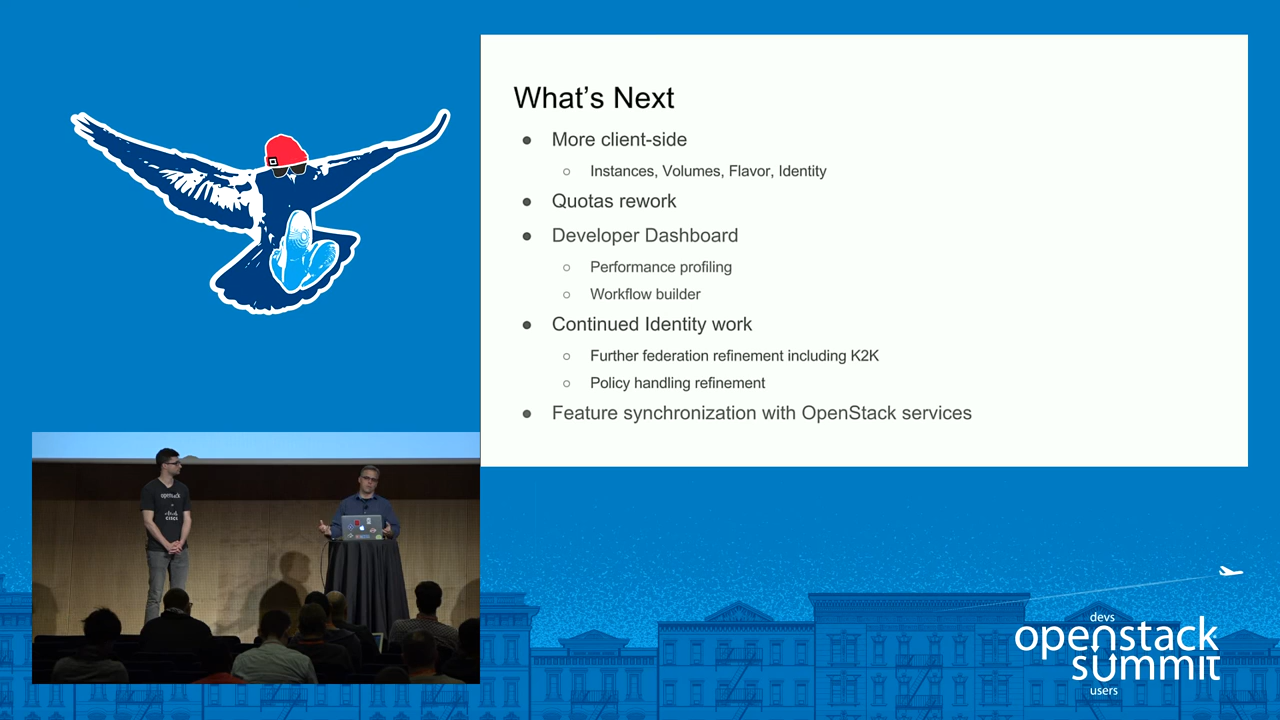 What's Next
● More client-side
○ Instances, Volumes, Flavor, Identity
● Quotas rework
● Developer Dashboard
○ Performance profiling
○ Workflow builder
● Continued Identity work
○ Further federation refinement including K2K
○ Policy handling refinement
● Feature synchronization with OpenStack services
devs
openstack
summit
users